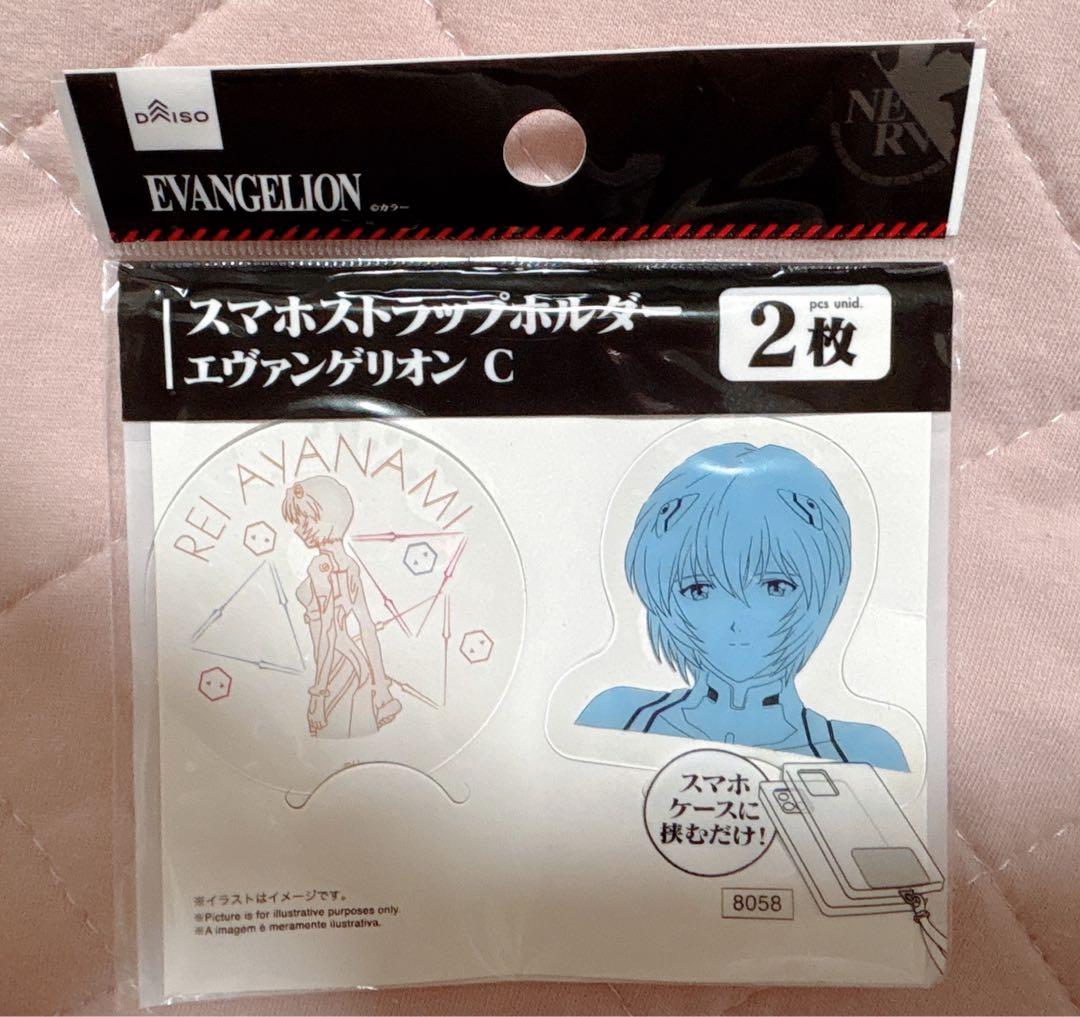 DAISO
NERV
EVANGELION ©カラー
スマホストラップホルダー
エヴァンゲリオン C
pcs unid.
2枚
REI AYANAMI
スマホ
ケースに
挟むだけ!
※イラストはイメージです。
※Picture is for illustrative purposes only.
※A imagem é meramente ilustrativa.
8058